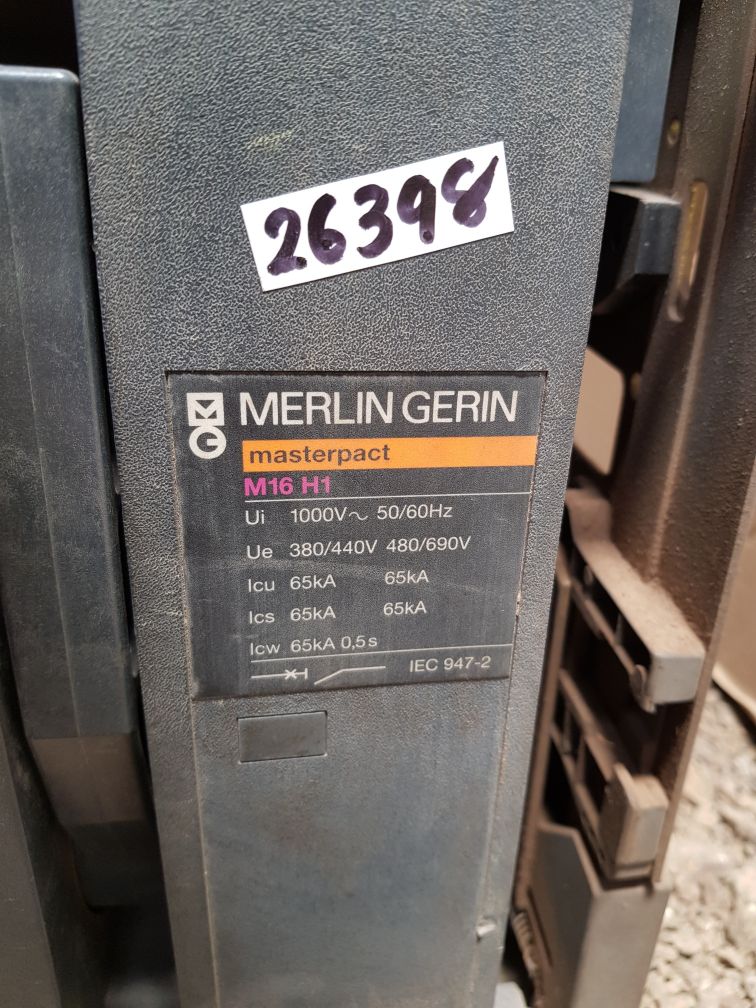 26398
MERLIN GERIN
masterpact
M16 H1
Ui 1000V~ 50/60Hz
Ue 380/440V 480/690V
Icu 65kA 65kA
Ics 65kA 65kA
Icw 65kA 0,5s
IEC 947-2